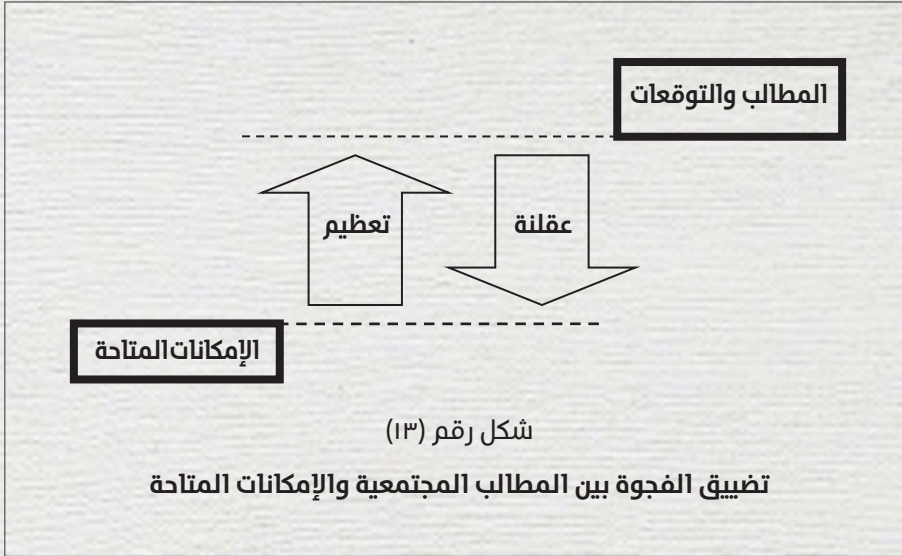 المطالب والتوقعات
تعظيم
عقلنة
الإمكانات المتاحة
شكل رقم (١٣)
تضييق الفجوة بين المطالب المجتمعية والإمكانات المتاحة